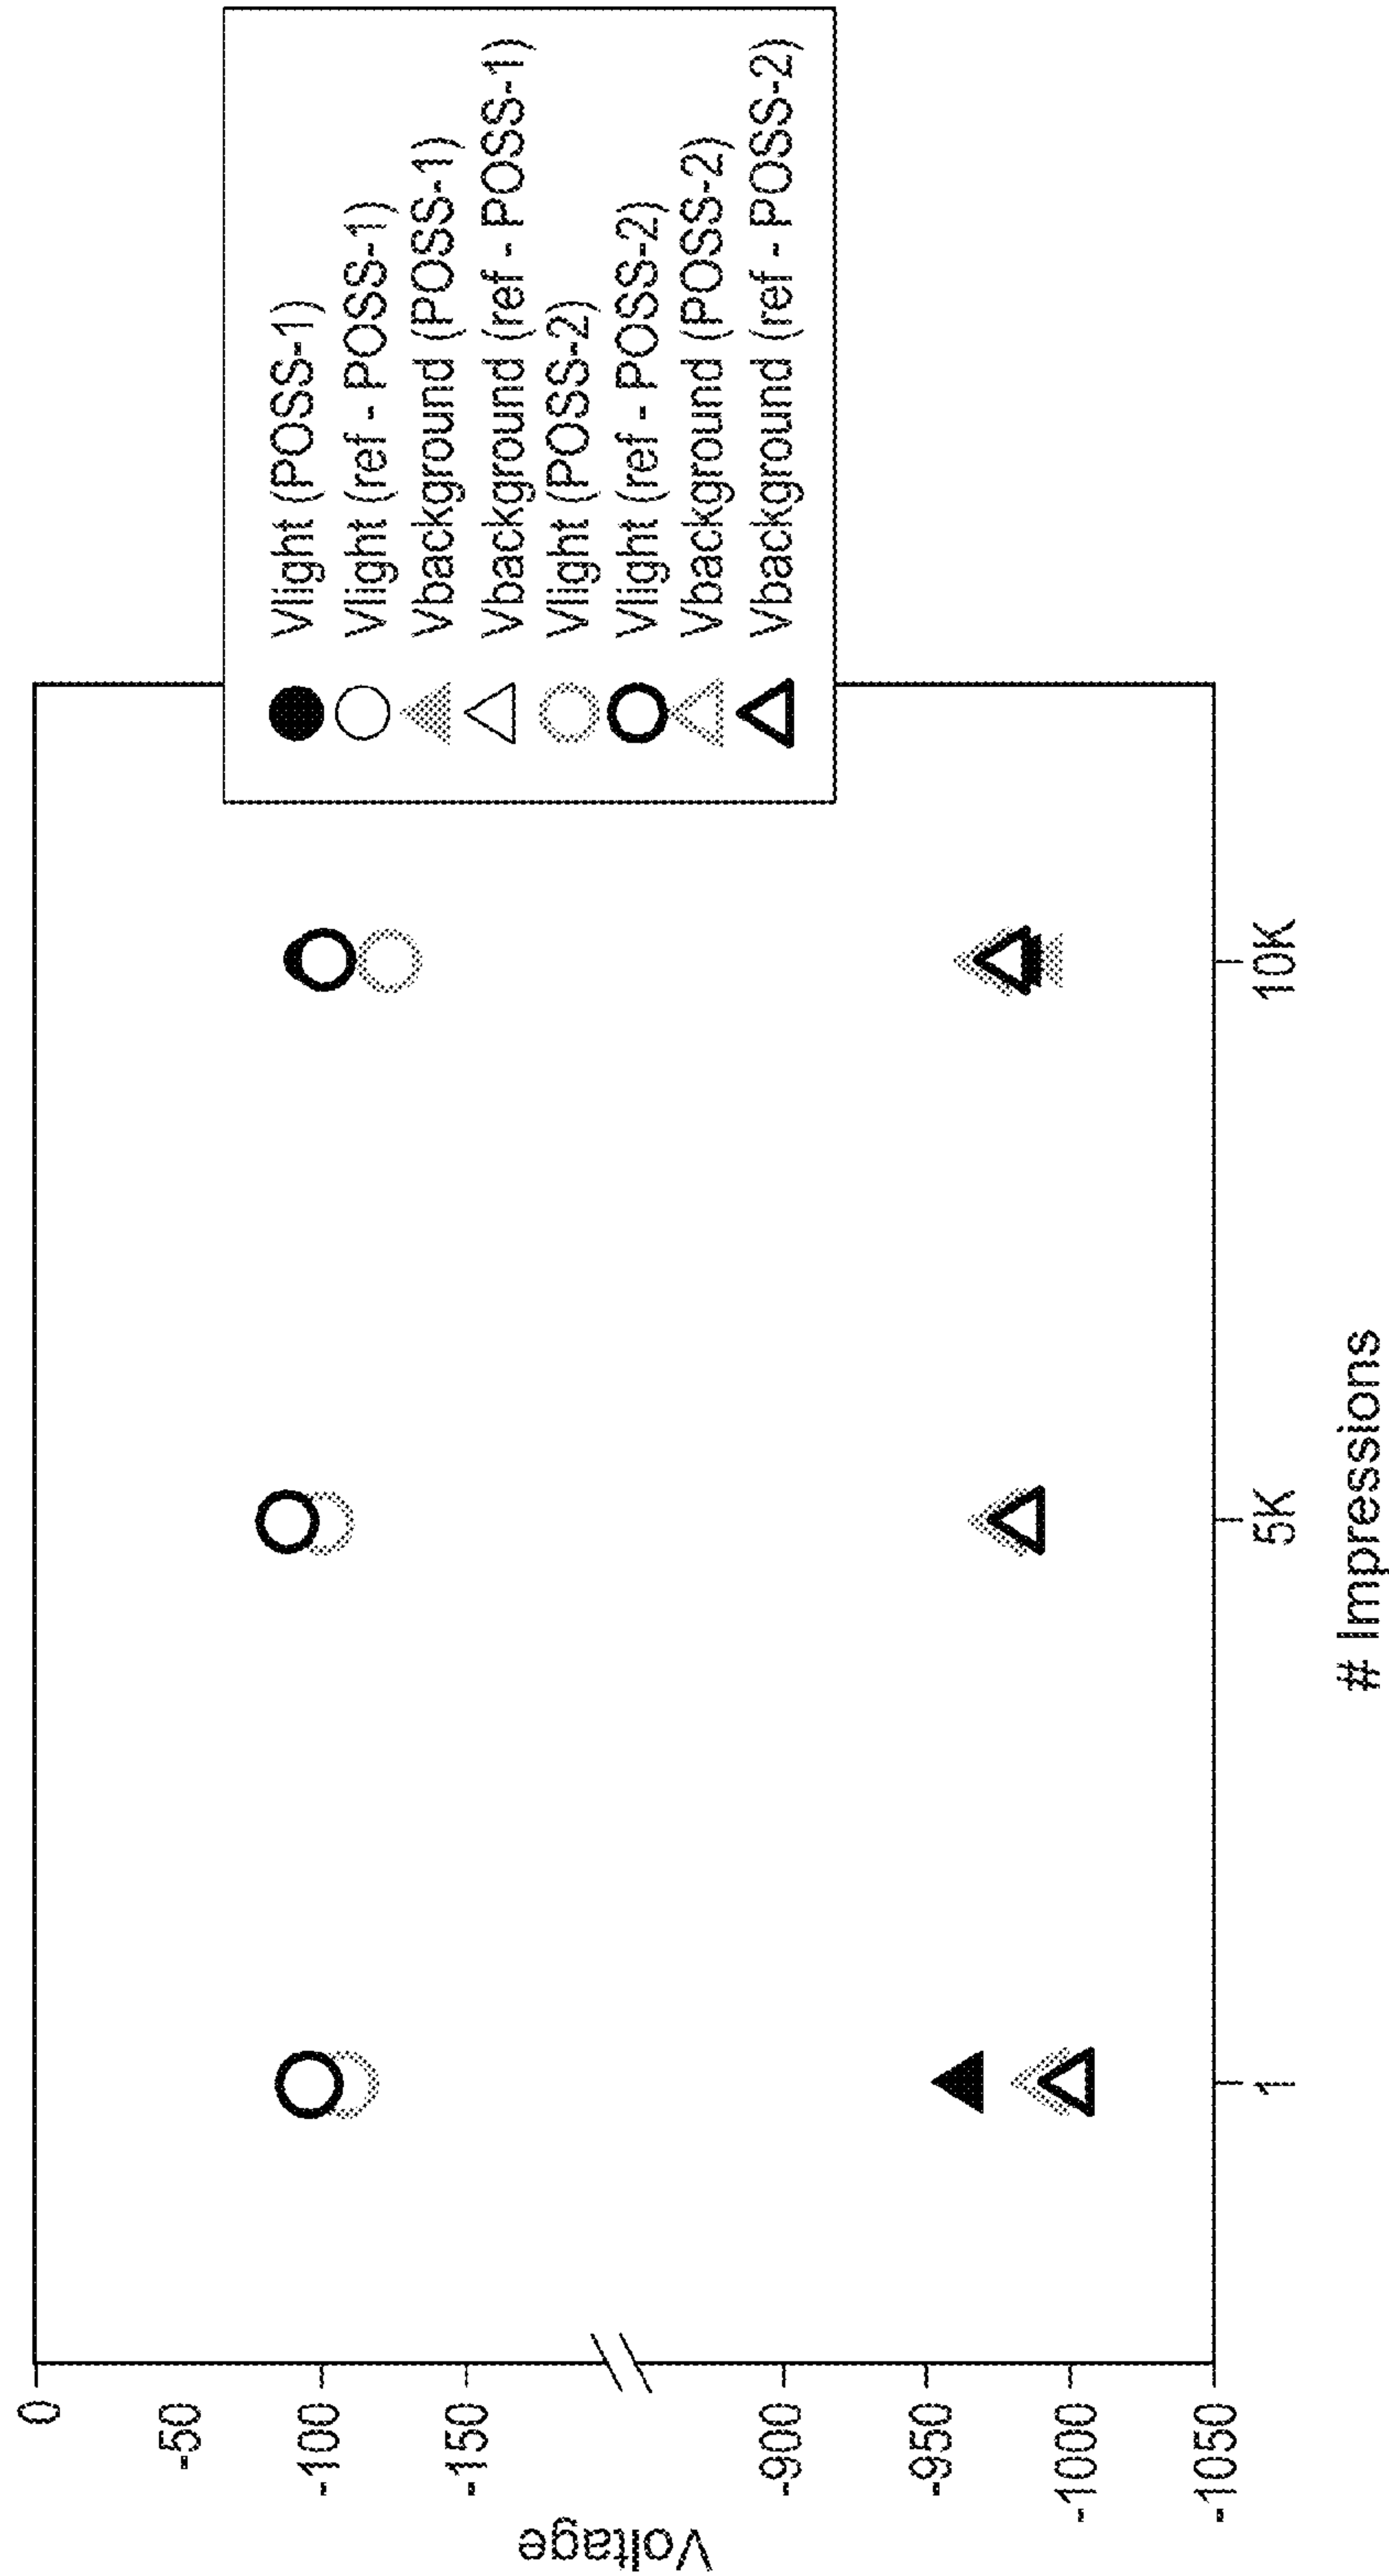 Voltage
0
-50
-100
-150
-900
-950
-1000
-1050
1
5K
10K
# Impressions
Vlight (POSS-1)
Vlight (ref - POSS-1)
Vbackground (POSS-1)
Vbackground (ref - POSS-1)
Vlight (POSS-2)
Vlight (ref - POSS-2)
Vbackground (POSS-2)
Vbackground (ref - POSS-2)